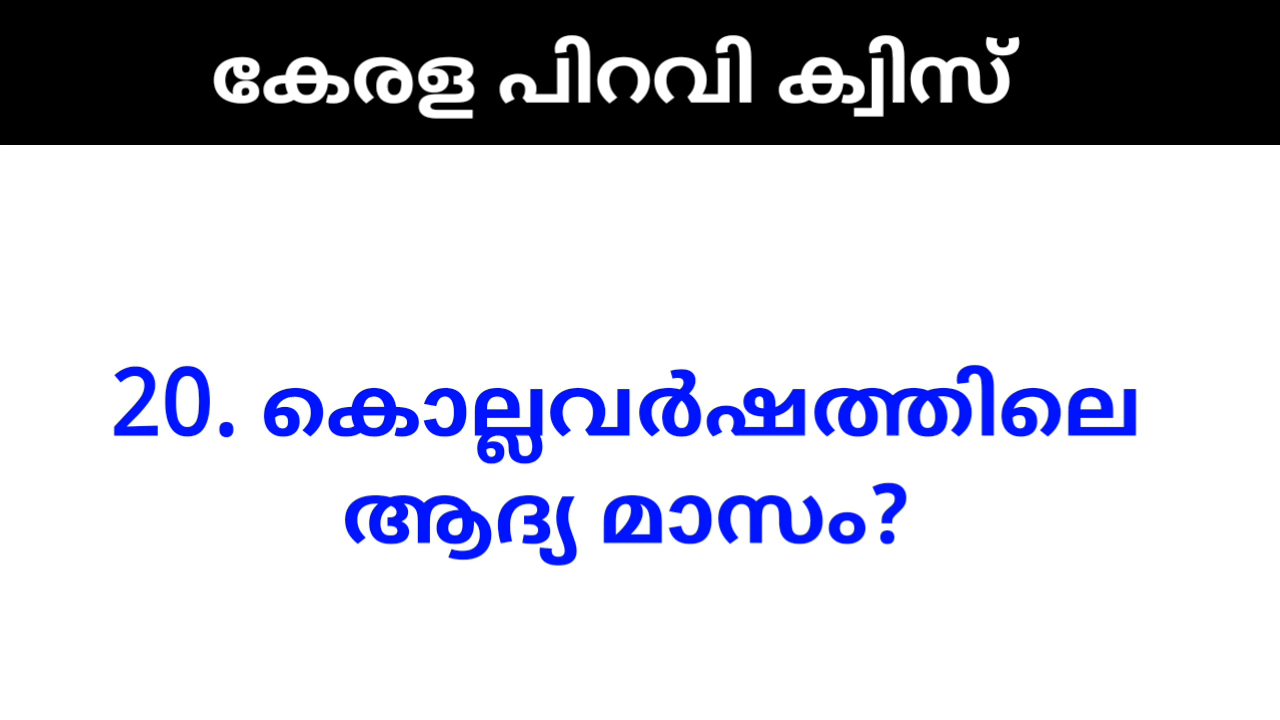 കേരള പിറവി ക്വിസ്
20. കൊല്ലവർഷത്തിലെ
ആദ്യ മാസം?